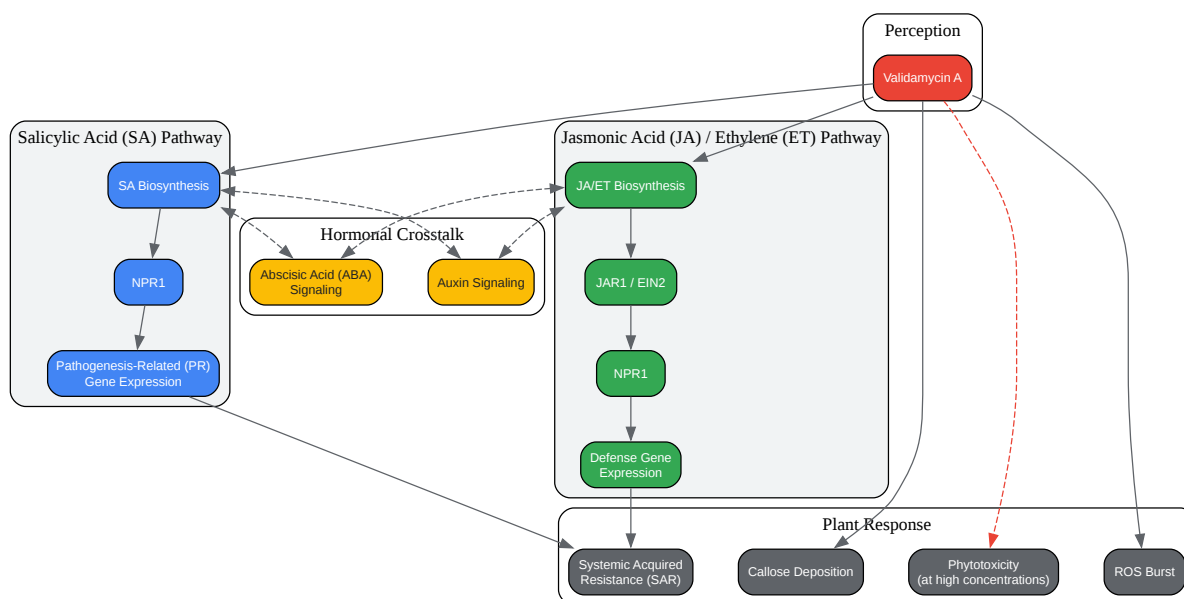 Perception
Validamycin A
Salicylic Acid (SA) Pathway
Jasmonic Acid (JA) / Ethylene (ET) Pathway
SA Biosynthesis
JA/ET Biosynthesis
Hormonal Crosstalk
NPR1
Abscisic Acid (ABA)
Signaling
Auxin Signaling
JAR1 / EIN2
Pathogenesis-Related (PR)
Gene Expression
NPR1
Defense Gene
Expression
Plant Response
Systemic Acquired
Resistance (SAR)
Callose Deposition
Phytotoxicity
(at high concentrations)
ROS Burst